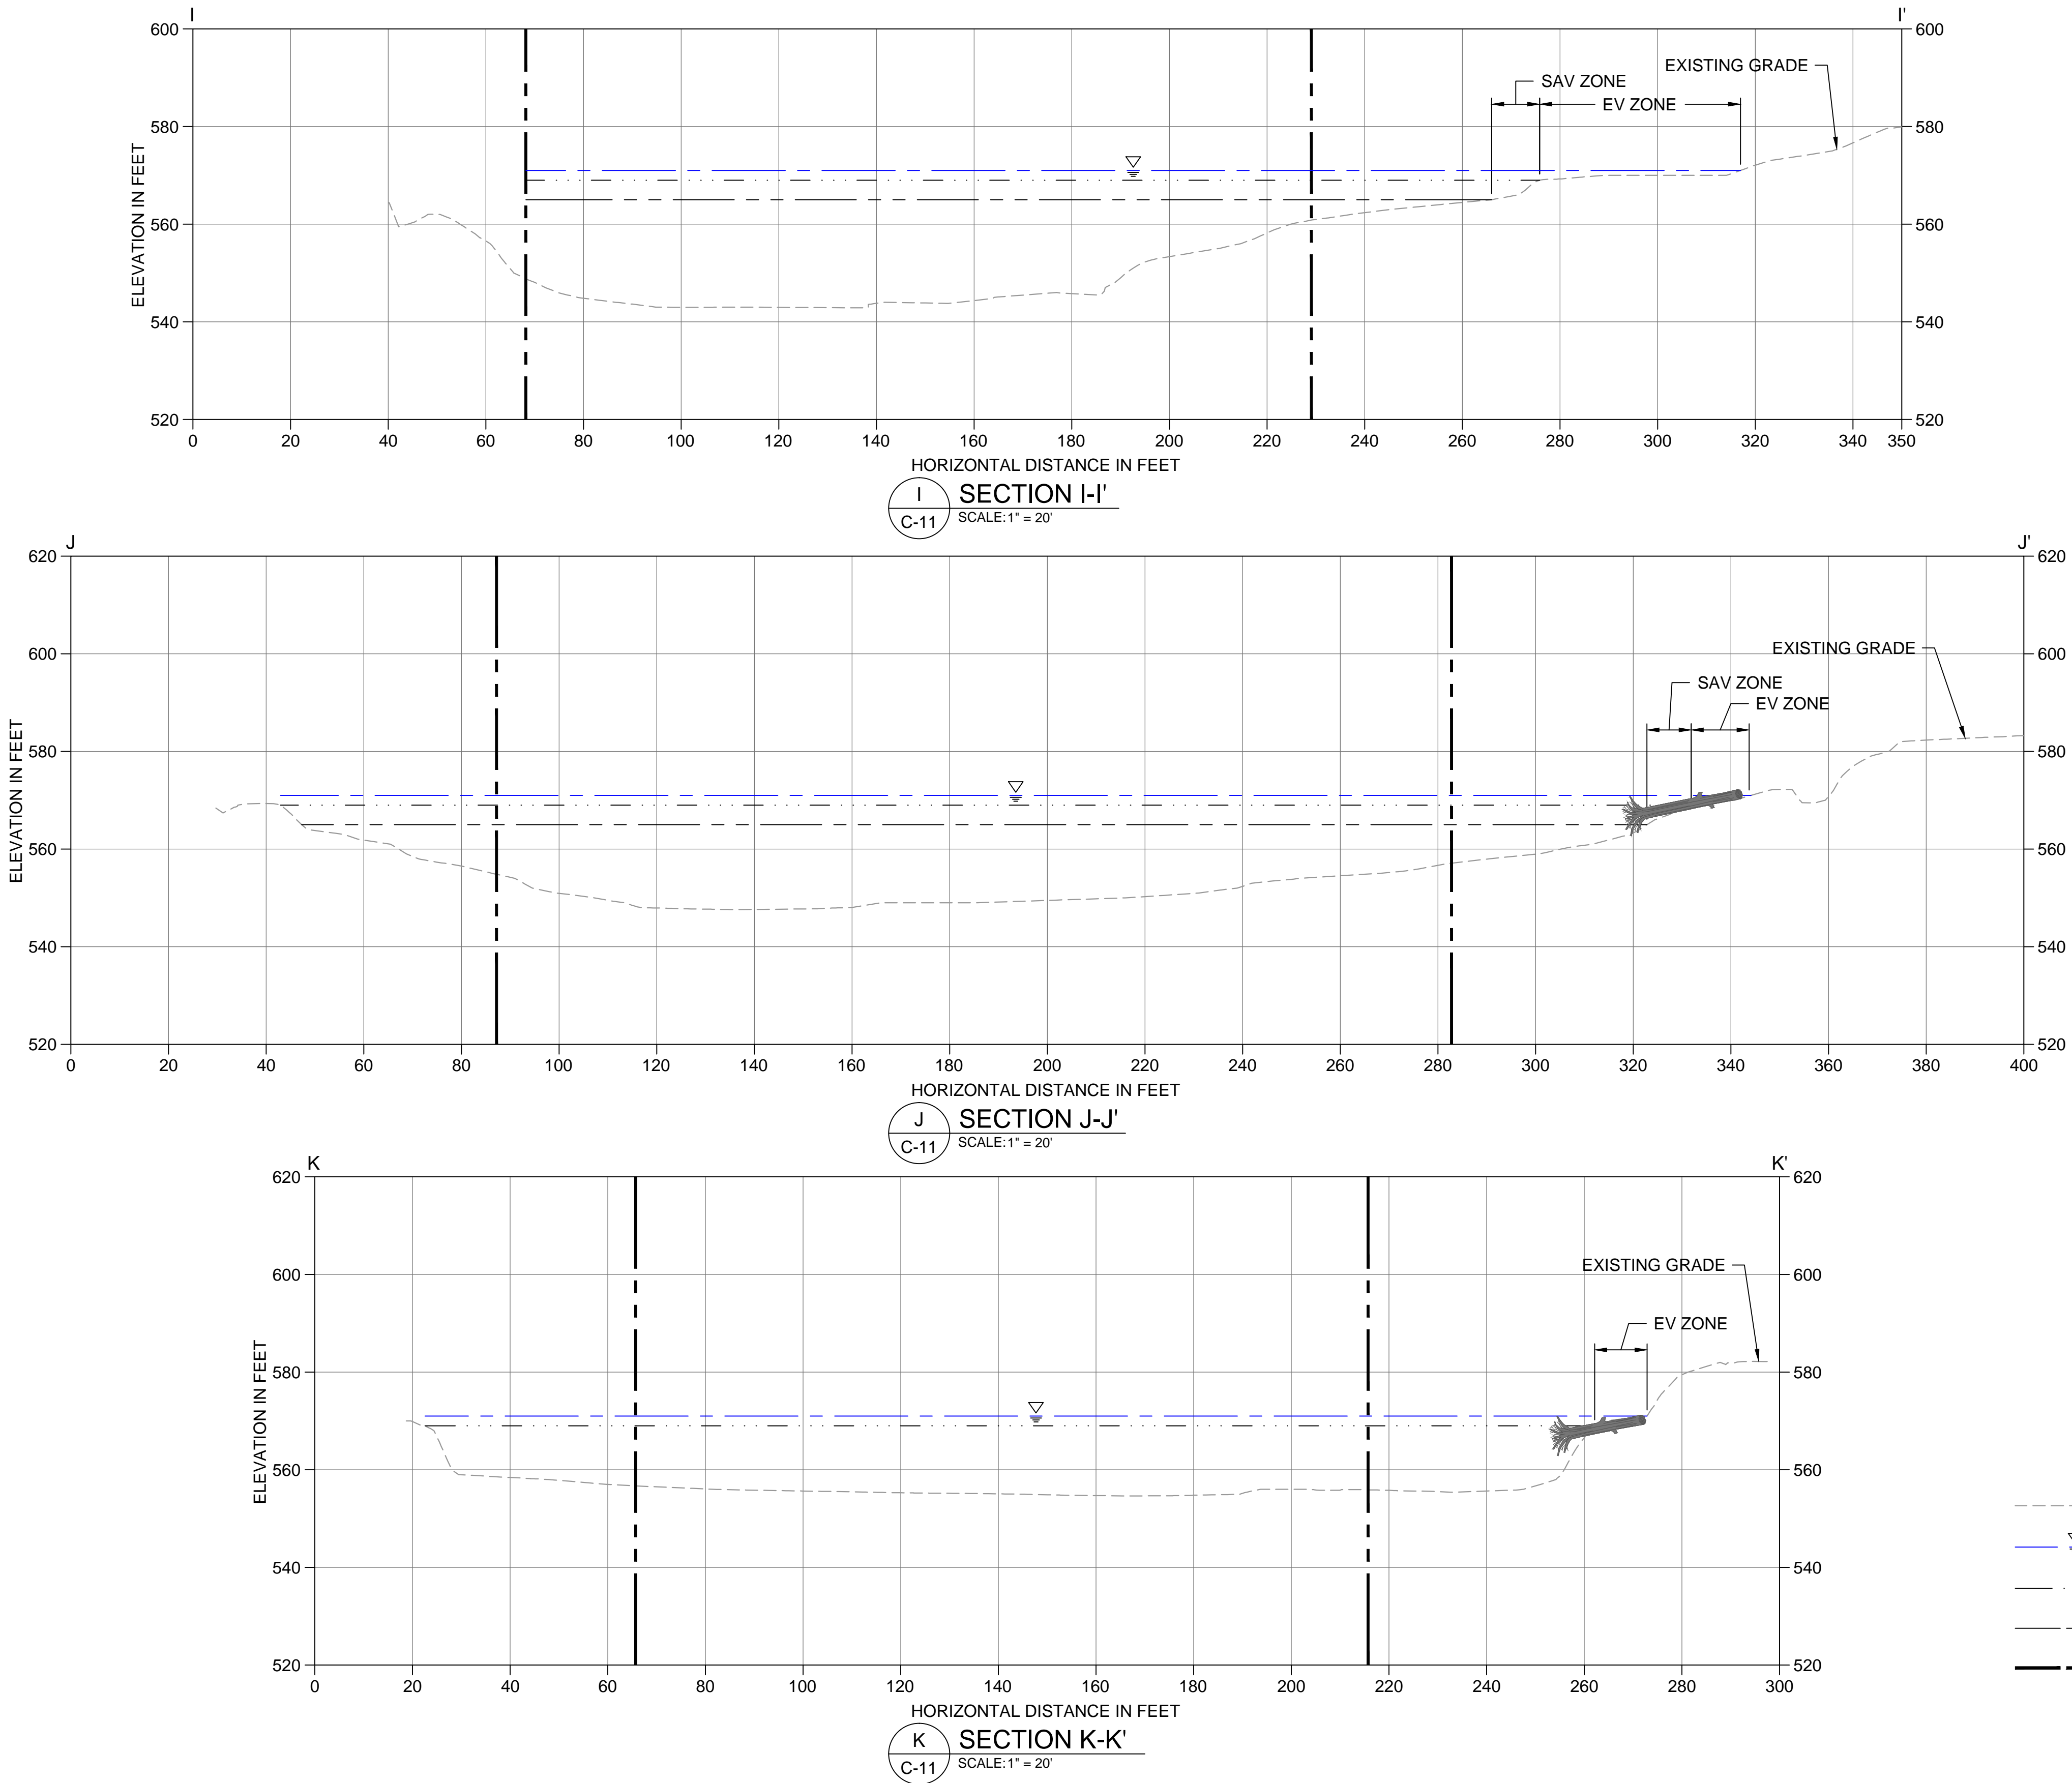 I I'
600 600
EXISTING GRADE
SAV ZONE
EV ZONE
580 580
ELEVATION IN FEET
560 560
540 540
520 520
0 20 40 60 80 100 120 140 160 180 200 220 240 260 280 300 320 340 350
HORIZONTAL DISTANCE IN FEET
I SECTION I-I'
C-11 SCALE: 1" = 20'
J J'
620 620
EXISTING GRADE
600 600
SAV ZONE
EV ZONE
580 580
ELEVATION IN FEET
560 560
540 540
520 520
0 20 40 60 80 100 120 140 160 180 200 220 240 260 280 300 320 340 360 380 400
HORIZONTAL DISTANCE IN FEET
J SECTION J-J'
C-11 SCALE: 1" = 20'
K K'
620 620
EXISTING GRADE
600 600
EV ZONE
580 580
ELEVATION IN FEET
560 560
540 540
520 520
0 20 40 60 80 100 120 140 160 180 200 220 240 260 280 300
HORIZONTAL DISTANCE IN FEET
K SECTION K-K'
C-11 SCALE: 1" = 20'